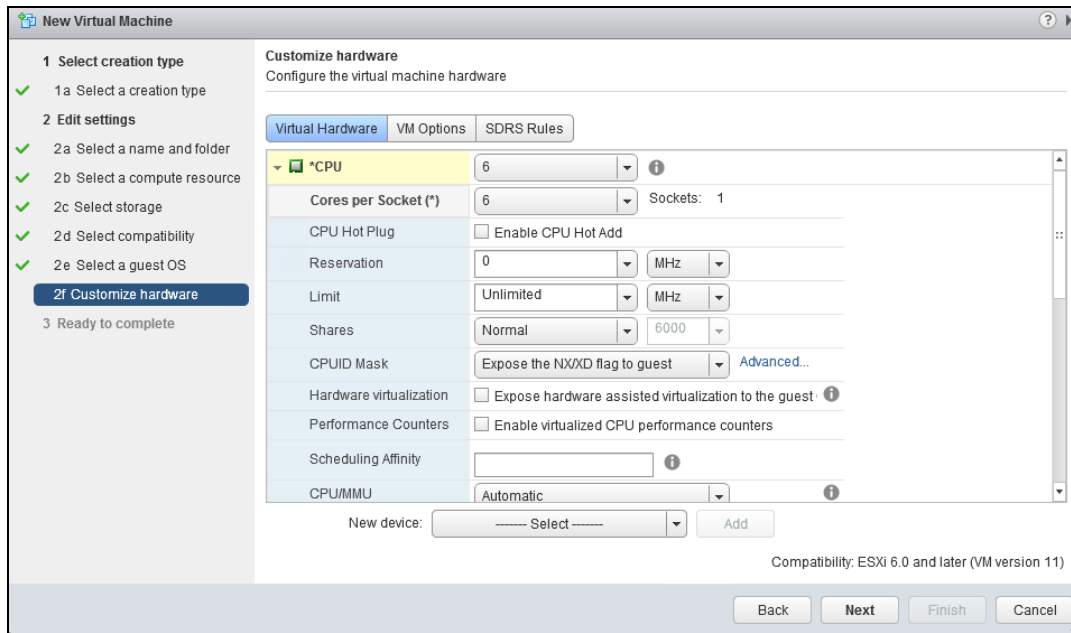 New Virtual Machine
?
1 Select creation type
1a Select a creation type
2 Edit settings
2a Select a name and folder
2b Select a compute resource
2c Select storage
2d Select compatibility
2e Select a guest OS
2f Customize hardware
3 Ready to complete
Customize hardware
Configure the virtual machine hardware
Virtual Hardware VM Options SDRS Rules
*CPU 6
Cores per Socket (*) 6 Sockets: 1
CPU Hot Plug Enable CPU Hot Add
Reservation 0 MHz
Limit Unlimited MHz
Shares Normal 6000
CPUID Mask Expose the NX/XD flag to guest Advanced...
Hardware virtualization Expose hardware assisted virtualization to the guest
Performance Counters Enable virtualized CPU performance counters
Scheduling Affinity
CPU/MMU Automatic
New device: ------- Select ------- Add
Compatibility: ESXi 6.0 and later (VM version 11)
Back Next Finish Cancel